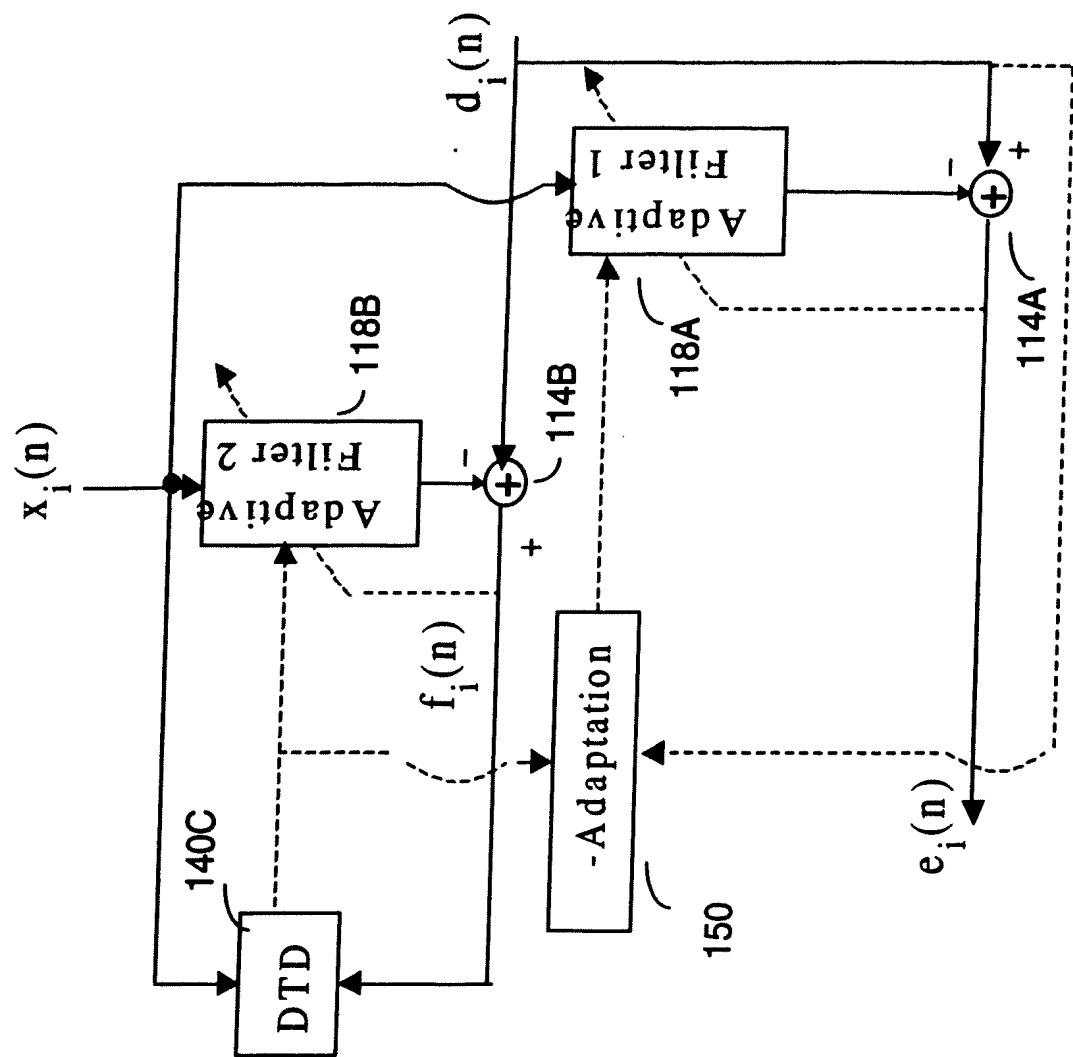 x_i(n)
Adaptive
Filter 2
118B
DTD
140C
f_i(n)
-
+
114B
d_i(n)
Adaptive
Filter 1
118A
-Adaptation
150
-
+
114A
e_i(n)